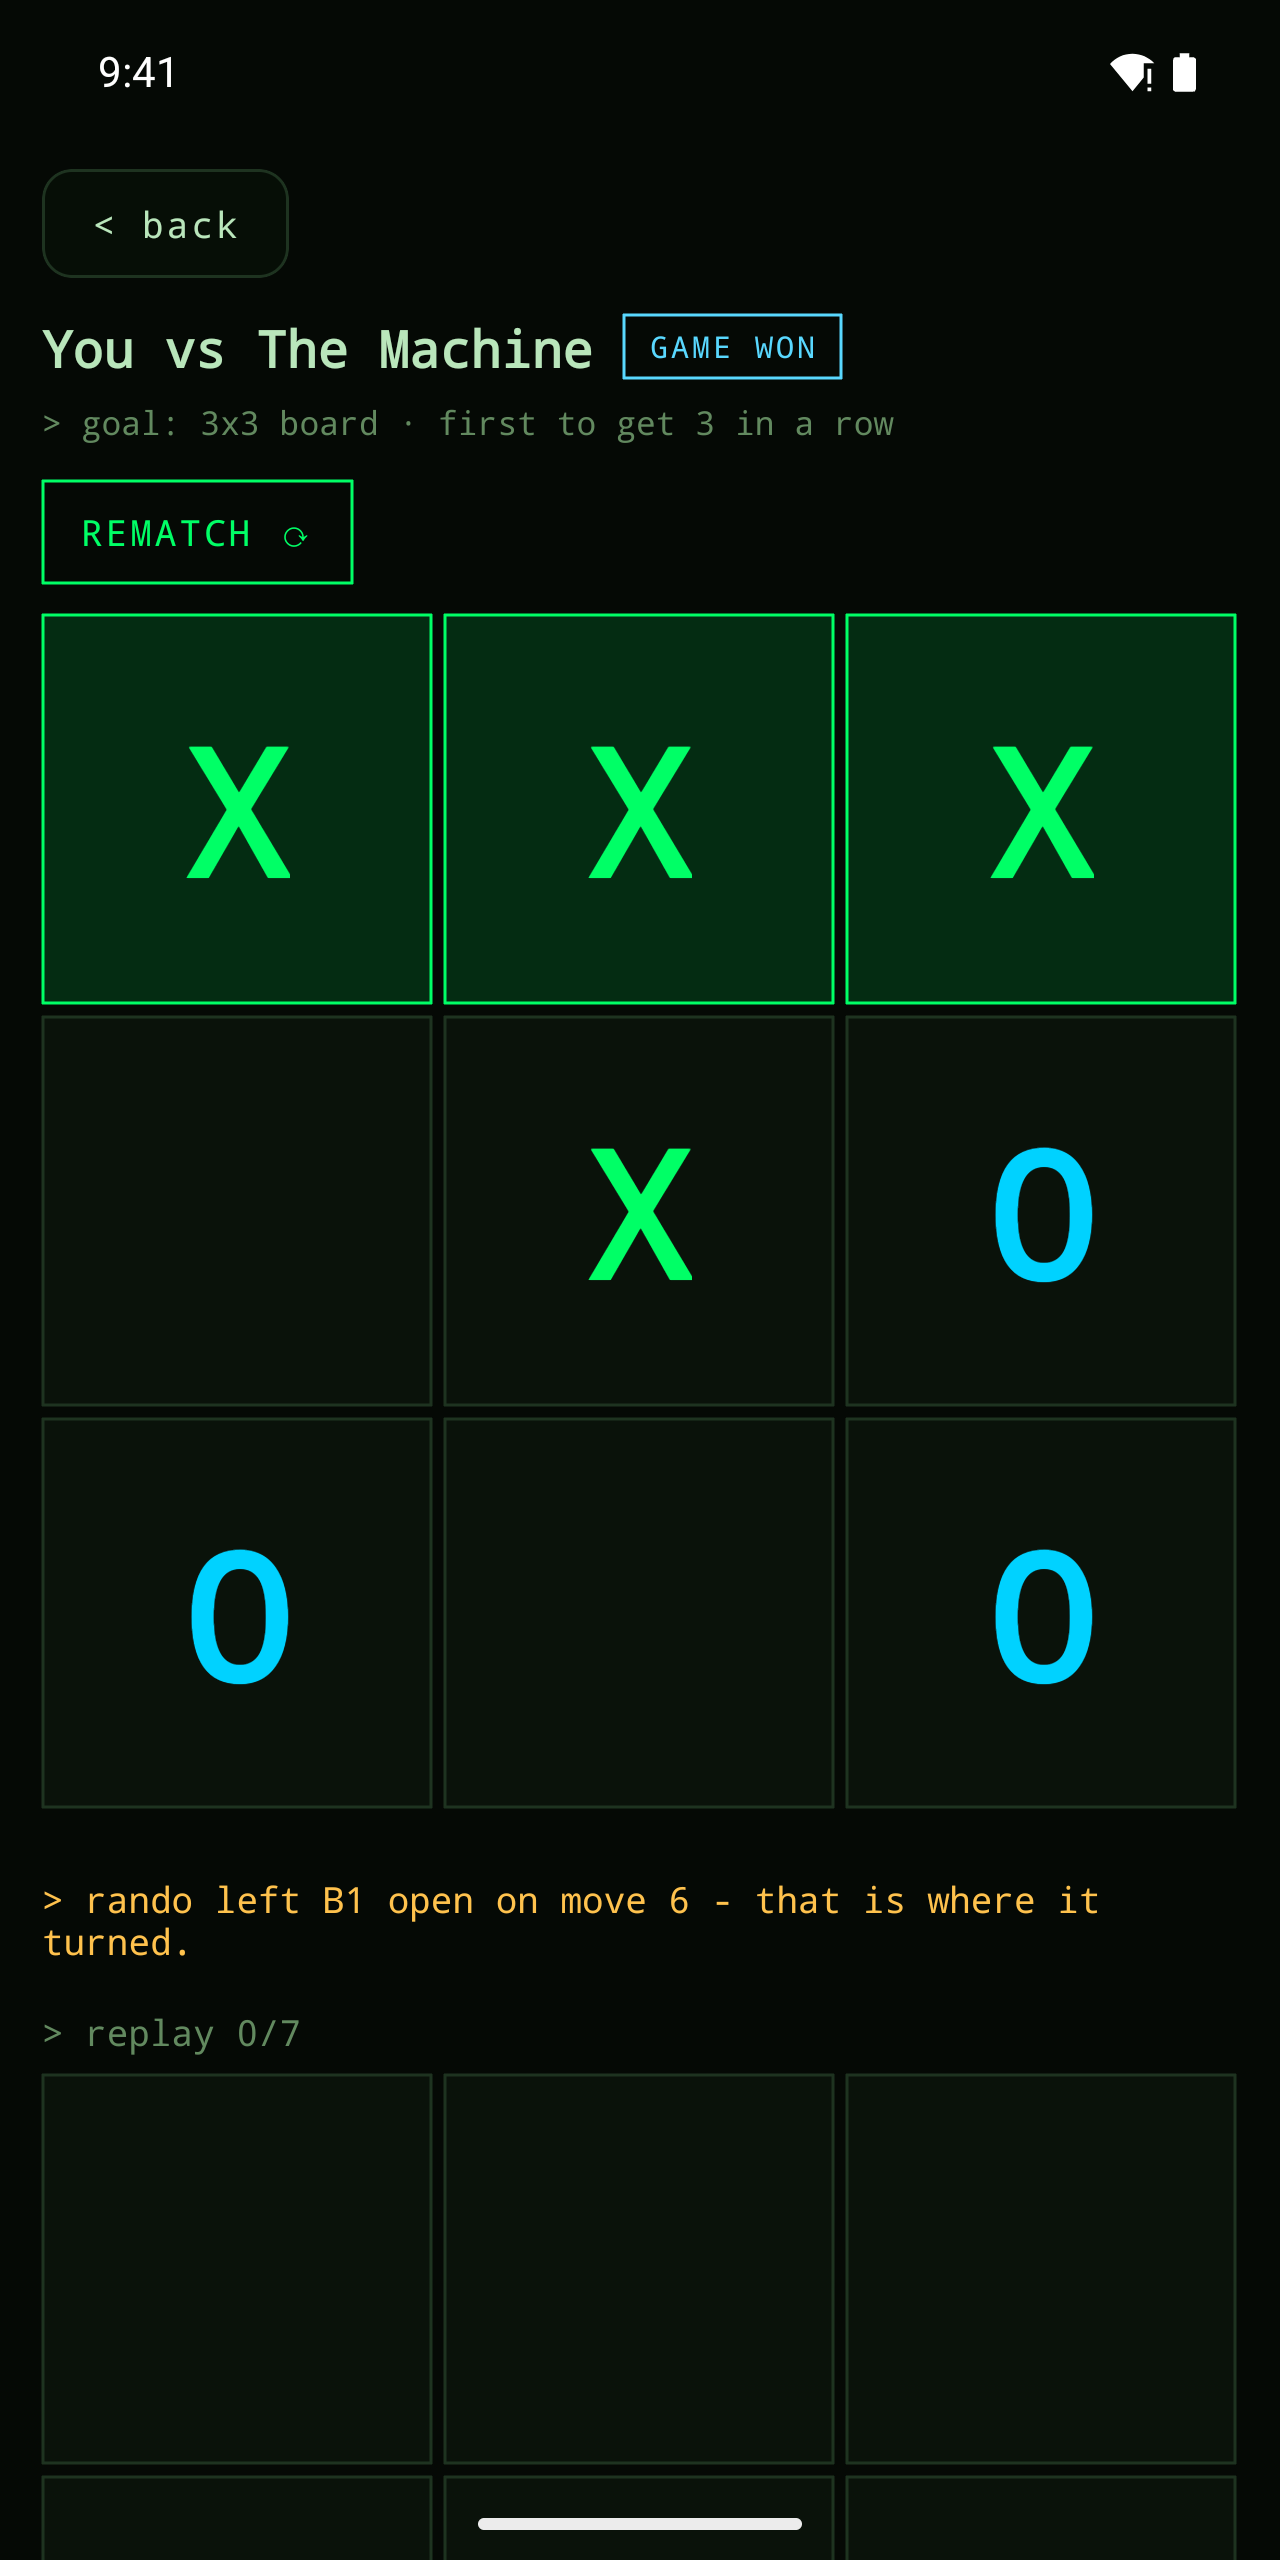 9:41
< back
You vs The Machine
GAME WON
> goal: 3x3 board · first to get 3 in a row
REMATCH ⟳
X X X
X O
O O
> rando left B1 open on move 6 - that is where it
turned.
> replay 0/7